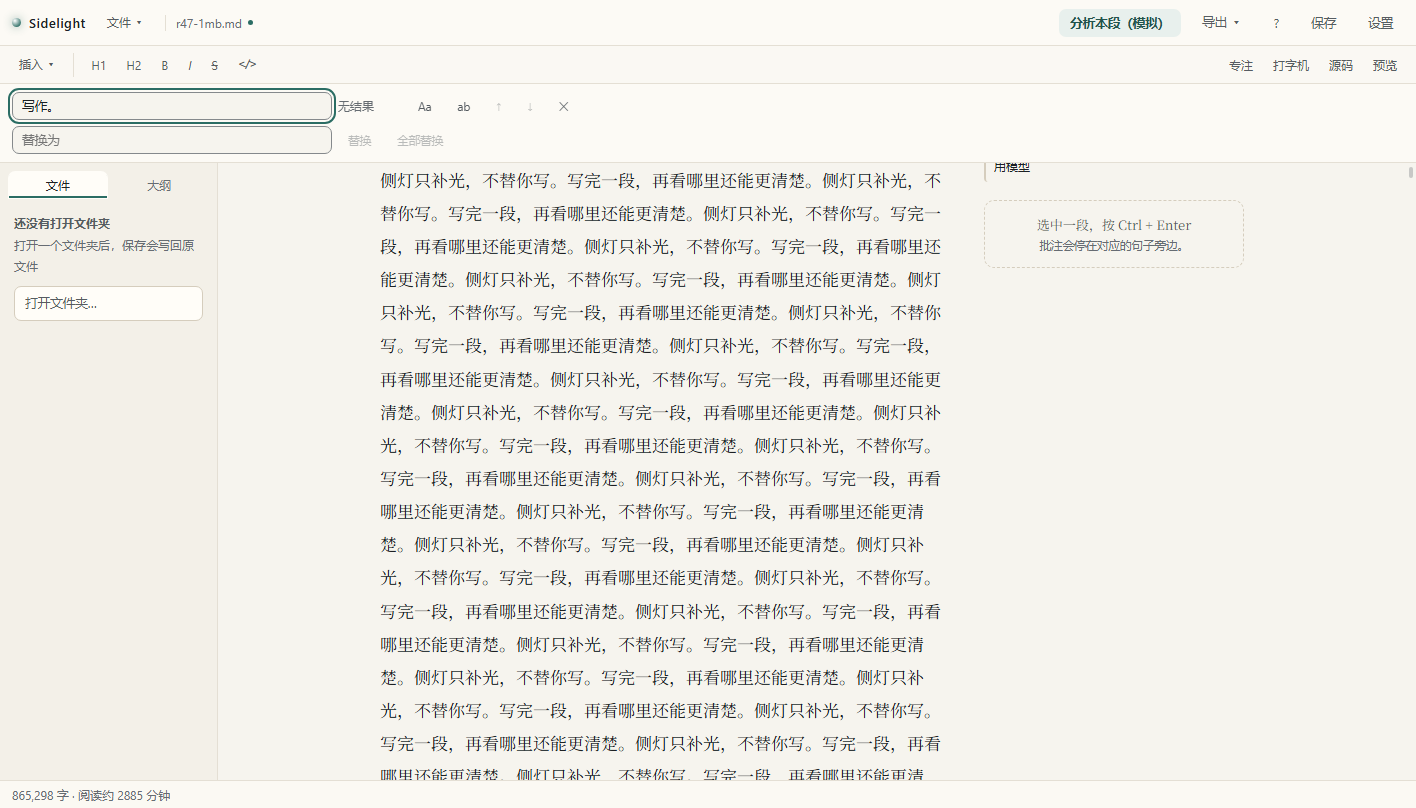 Sidelight 文件 ▾ r47-1mb.md ● 分析本段（模拟） 导出 ▾ ? 保存 设置
插入 ▾ H1 H2 B I S </> 专注 打字机 源码 预览
写作。 无结果 Aa ab ↑ ↓ ×
替换为 替换 全部替换
文件 大纲
还没有打开文件夹
打开一个文件夹后，保存会写回原
文件
打开文件夹...
侧灯只补光，不替你写。写完一段，再看哪里还能更清楚。侧灯只补光，不
替你写。写完一段，再看哪里还能更清楚。侧灯只补光，不替你写。写完一
段，再看哪里还能更清楚。侧灯只补光，不替你写。写完一段，再看哪里还
能更清楚。侧灯只补光，不替你写。写完一段，再看哪里还能更清楚。侧灯
只补光，不替你写。写完一段，再看哪里还能更清楚。侧灯只补光，不替你
写。写完一段，再看哪里还能更清楚。侧灯只补光，不替你写。写完一段，
再看哪里还能更清楚。侧灯只补光，不替你写。写完一段，再看哪里还能更
清楚。侧灯只补光，不替你写。写完一段，再看哪里还能更清楚。侧灯只补
光，不替你写。写完一段，再看哪里还能更清楚。侧灯只补光，不替你写。
写完一段，再看哪里还能更清楚。侧灯只补光，不替你写。写完一段，再看
哪里还能更清楚。侧灯只补光，不替你写。写完一段，再看哪里还能更清
楚。侧灯只补光，不替你写。写完一段，再看哪里还能更清楚。侧灯只补
光，不替你写。写完一段，再看哪里还能更清楚。侧灯只补光，不替你写。
写完一段，再看哪里还能更清楚。侧灯只补光，不替你写。写完一段，再看
哪里还能更清楚。侧灯只补光，不替你写。写完一段，再看哪里还能更清
楚。侧灯只补光，不替你写。写完一段，再看哪里还能更清楚。侧灯只补
光，不替你写。写完一段，再看哪里还能更清楚。侧灯只补光，不替你写。
写完一段，再看哪里还能更清楚。侧灯只补光，不替你写。写完一段，再看
哪里还能更清楚。侧灯只补光，不替你写。写完一段，再看哪里还能更清
用模型
选中一段，按 Ctrl + Enter
批注会停在对应的句子旁边。
865,298 字 · 阅读约 2885 分钟